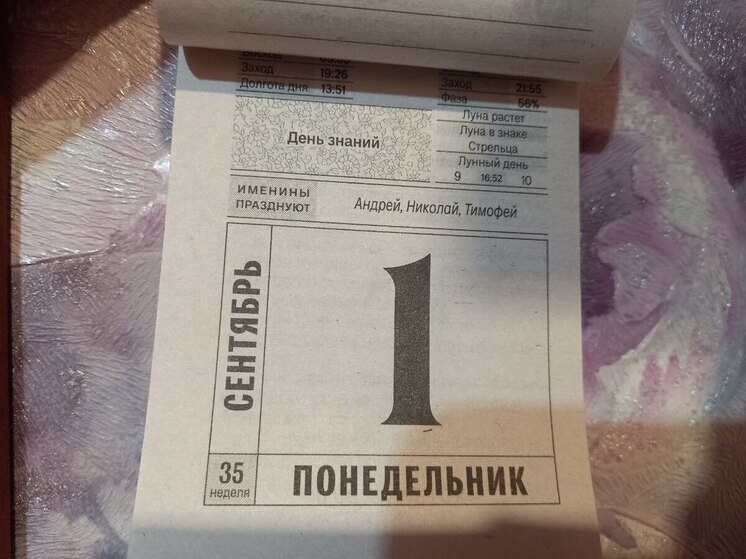 Заход 19:26
Долгота дня 13:51
Заход 21:55
Фаза 56%
День знаний
Луна растет
Луна в знаке
Стрельца
Лунный день
9 16:52 10
ИМЕНИНЫ
ПРАЗДНУЮТ
Андрей, Николай, Тимофей
СЕНТЯБРЬ
1
35
неделя
ПОНЕДЕЛЬНИК